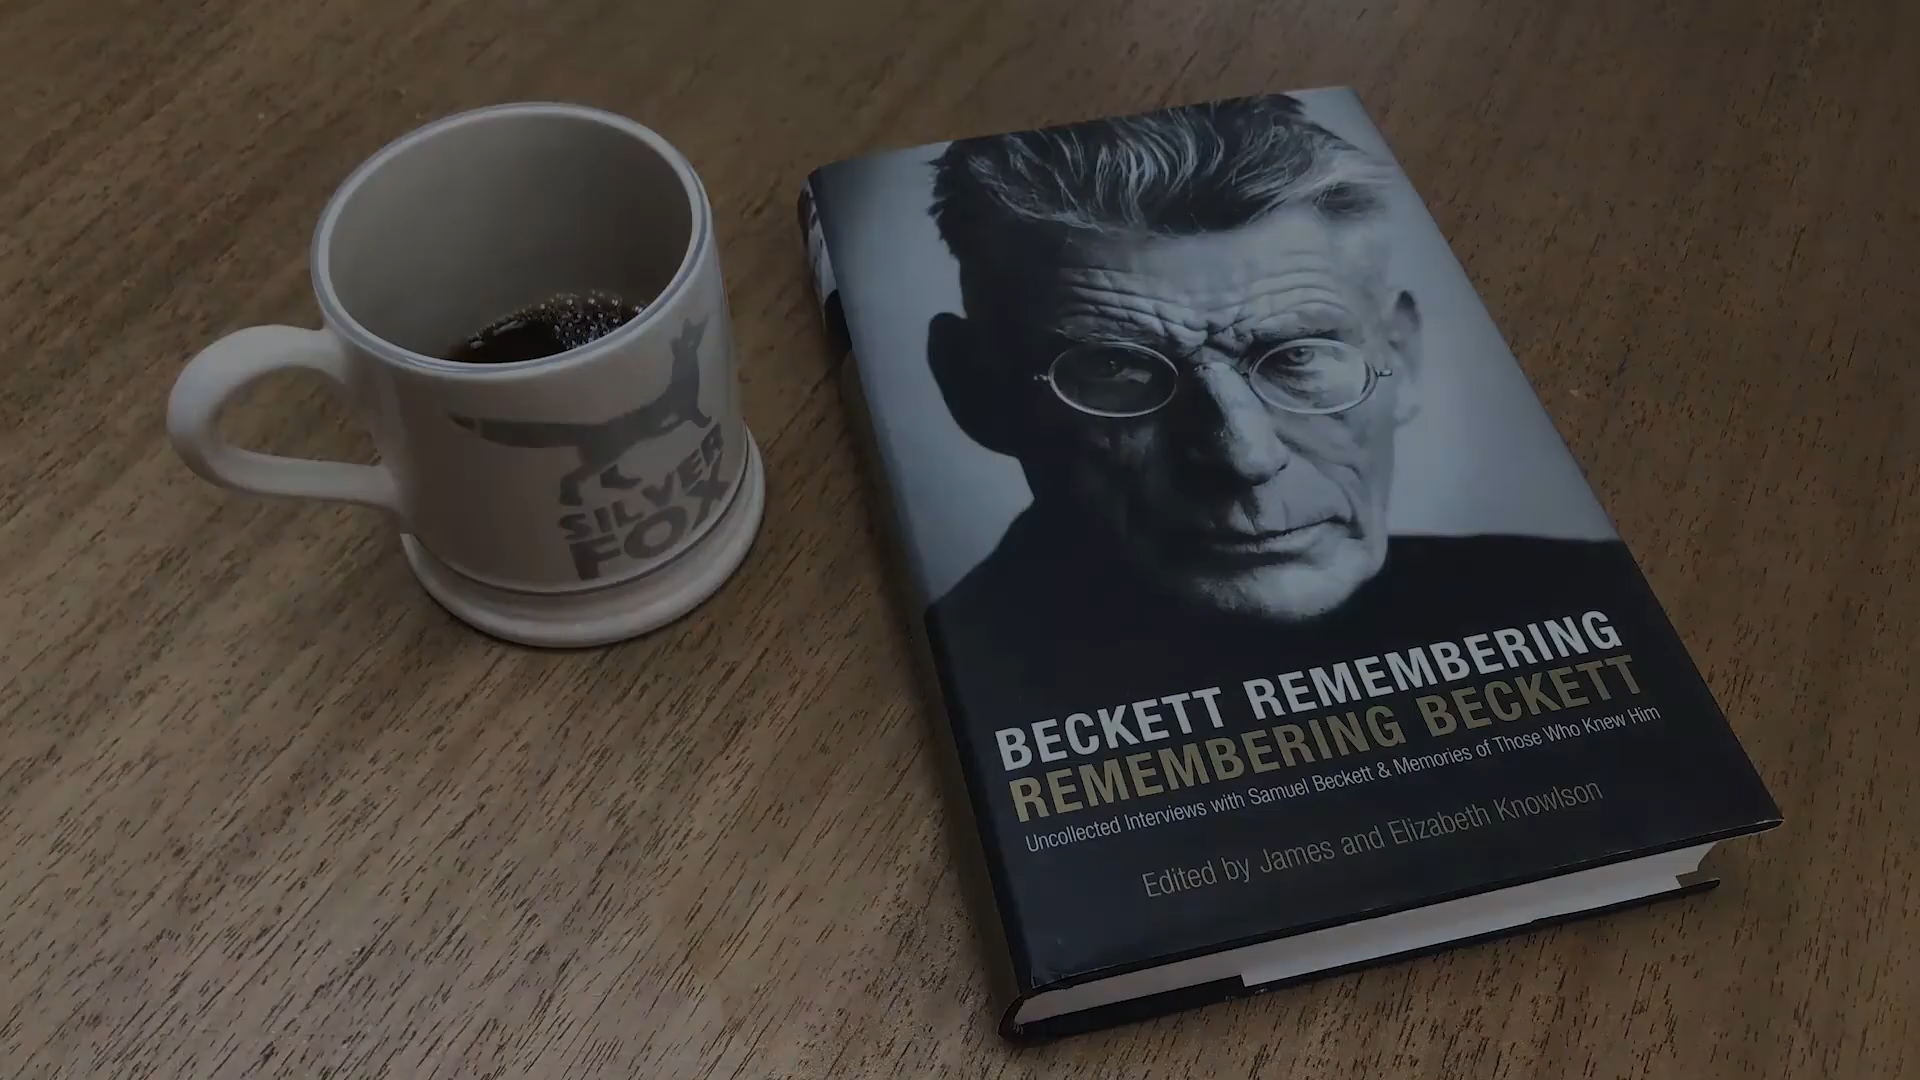 SILVER
FOX
BECKETT REMEMBERING
REMEMBERING BECKETT
Uncollected Interviews with Samuel Beckett & Memories of Those Who Knew Him
Edited by James and Elizabeth Knowlson